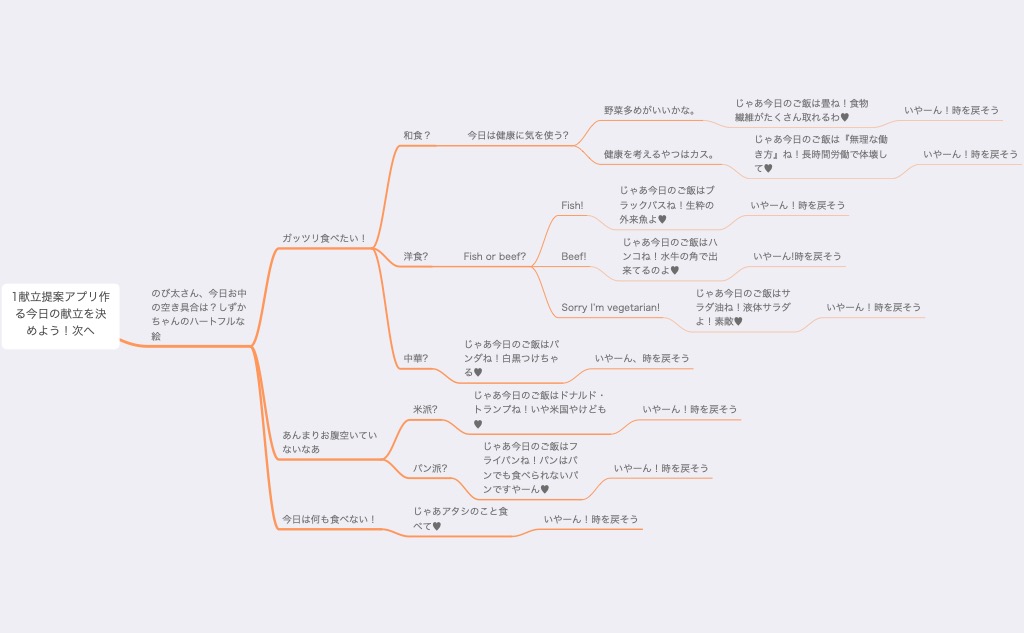 1献立提案アプリ作
る今日の献立を決
めよう！次へ
のび太さん、今日お中
の空き具合は？しずか
ちゃんのハートフルな
絵
ガッツリ食べたい！
和食？
今日は健康に気を使う?
野菜多めがいいかな。
じゃあ今日のご飯は畳ね！食物
繊維がたくさん取れるわ♥
いやーん！時を戻そう
健康を考えるやつはカス。
じゃあ今日のご飯は『無理な働
き方』ね！長時間労働で体壊し
て♥
いやーん！時を戻そう
洋食?
Fish or beef?
Fish!
じゃあ今日のご飯はブ
ラックバスね！生粋の
外来魚よ♥
いやーん！時を戻そう
Beef!
じゃあ今日のご飯はハ
ンコね！水牛の角で出
来てるのよ♥
いやーん!時を戻そう
Sorry I'm vegetarian!
じゃあ今日のご飯はサ
ラダ油ね！液体サラダ
よ！素敵♥
いやーん！時を戻そう
中華?
じゃあ今日のご飯はパ
ンダね！白黒つけちゃ
る♥
いやーん、時を戻そう
あんまりお腹空いてい
ないなあ
米派?
じゃあ今日のご飯はドナルド・
トランプね！いや米国やけども
♥
いやーん！時を戻そう
パン派?
じゃあ今日のご飯はフ
ライパンね！パンはパ
ンでも食べられないパ
ンですやーん♥
いやーん！時を戻そう
今日は何も食べない！
じゃあアタシのこと食
べて♥
いやーん！時を戻そう